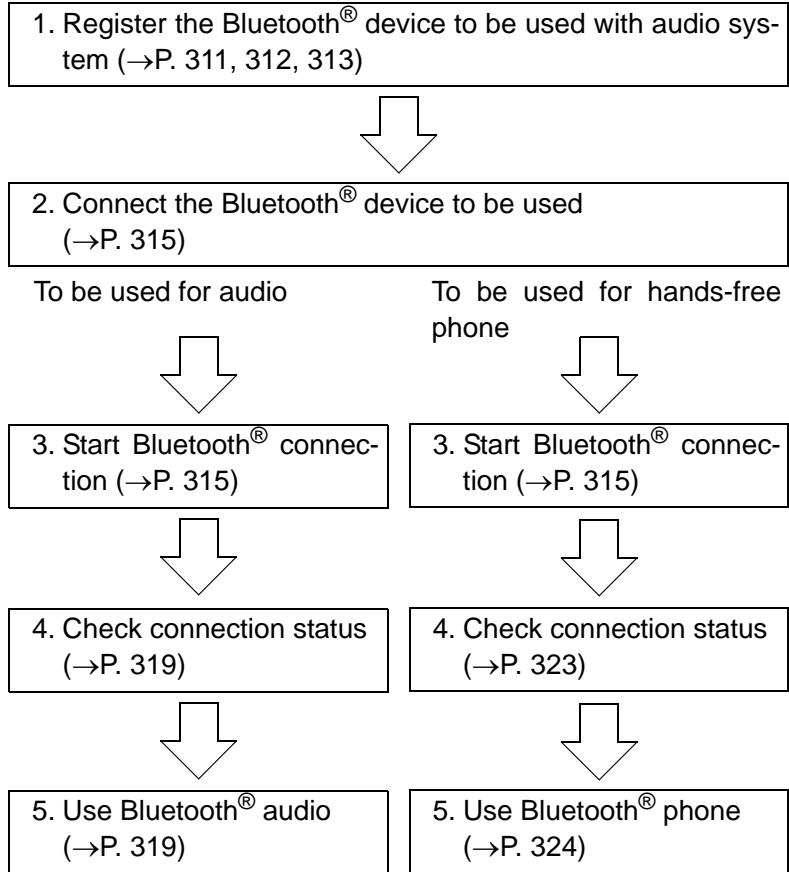 1. Register the Bluetooth® device to be used with audio sys-
tem (→P. 311, 312, 313)
2. Connect the Bluetooth® device to be used
(→P. 315)
To be used for audio
To be used for hands-free
phone
3. Start Bluetooth® connec-
tion (→P. 315)
3. Start Bluetooth® connec-
tion (→P. 315)
4. Check connection status
(→P. 319)
4. Check connection status
(→P. 323)
5. Use Bluetooth® audio
(→P. 319)
5. Use Bluetooth® phone
(→P. 324)